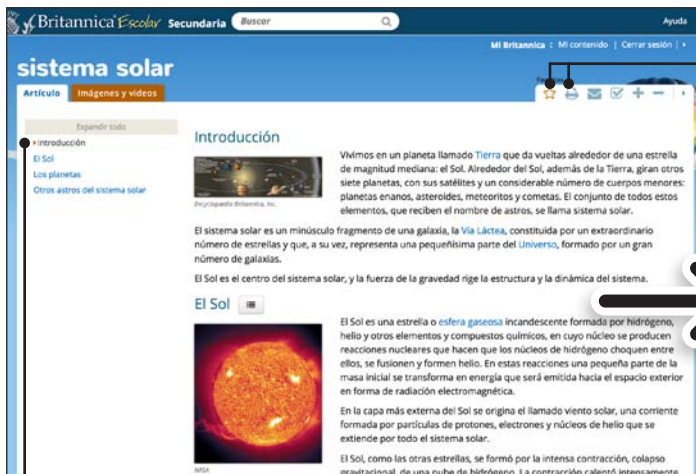 Britannica Escolar Secundaria Buscar Ayuda
Mi Britannica : Mi contenido | Cerrar sesión |
sistema solar
Artículo Imágenes y videos
Expandir todo
Introducción
El Sol
Los planetas
Otros astros del sistema solar
Introducción
Encyclopædia Britannica, Inc.
Vivimos en un planeta llamado Tierra que da vueltas alrededor de una estrella
de magnitud mediana: el Sol. Alrededor del Sol, además de la Tierra, giran otros
siete planetas, con sus satélites y un considerable número de cuerpos menores:
planetas enanos, asteroides, meteoritos y cometas. El conjunto de todos estos
elementos, que reciben el nombre de astros, se llama sistema solar.
El sistema solar es un minúsculo fragmento de una galaxia, la Vía Láctea, constituida por un extraordinario
número de estrellas y que, a su vez, representa una pequeñísima parte del Universo, formado por un gran
número de galaxias.
El Sol es el centro del sistema solar, y la fuerza de la gravedad rige la estructura y la dinámica del sistema.
El Sol
NASA
El Sol es una estrella o esfera gaseosa incandescente formada por hidrógeno,
helio y otros elementos y compuestos químicos, en cuyo núcleo se producen
reacciones nucleares que hacen que los núcleos de hidrógeno choquen entre
ellos, se fusionen y formen helio. En estas reacciones una pequeña parte de la
masa inicial se transforma en energía que será emitida hacia el espacio exterior
en forma de radiación electromagnética.
En la capa más externa del Sol se origina el llamado viento solar, una corriente
formada por partículas de protones, electrones y núcleos de helio que se
extiende por todo el sistema solar.
El Sol, como las otras estrellas, se formó por la intensa contracción, colapso
gravitacional, de una nube de hidrógeno. La contracción calentó intensamente